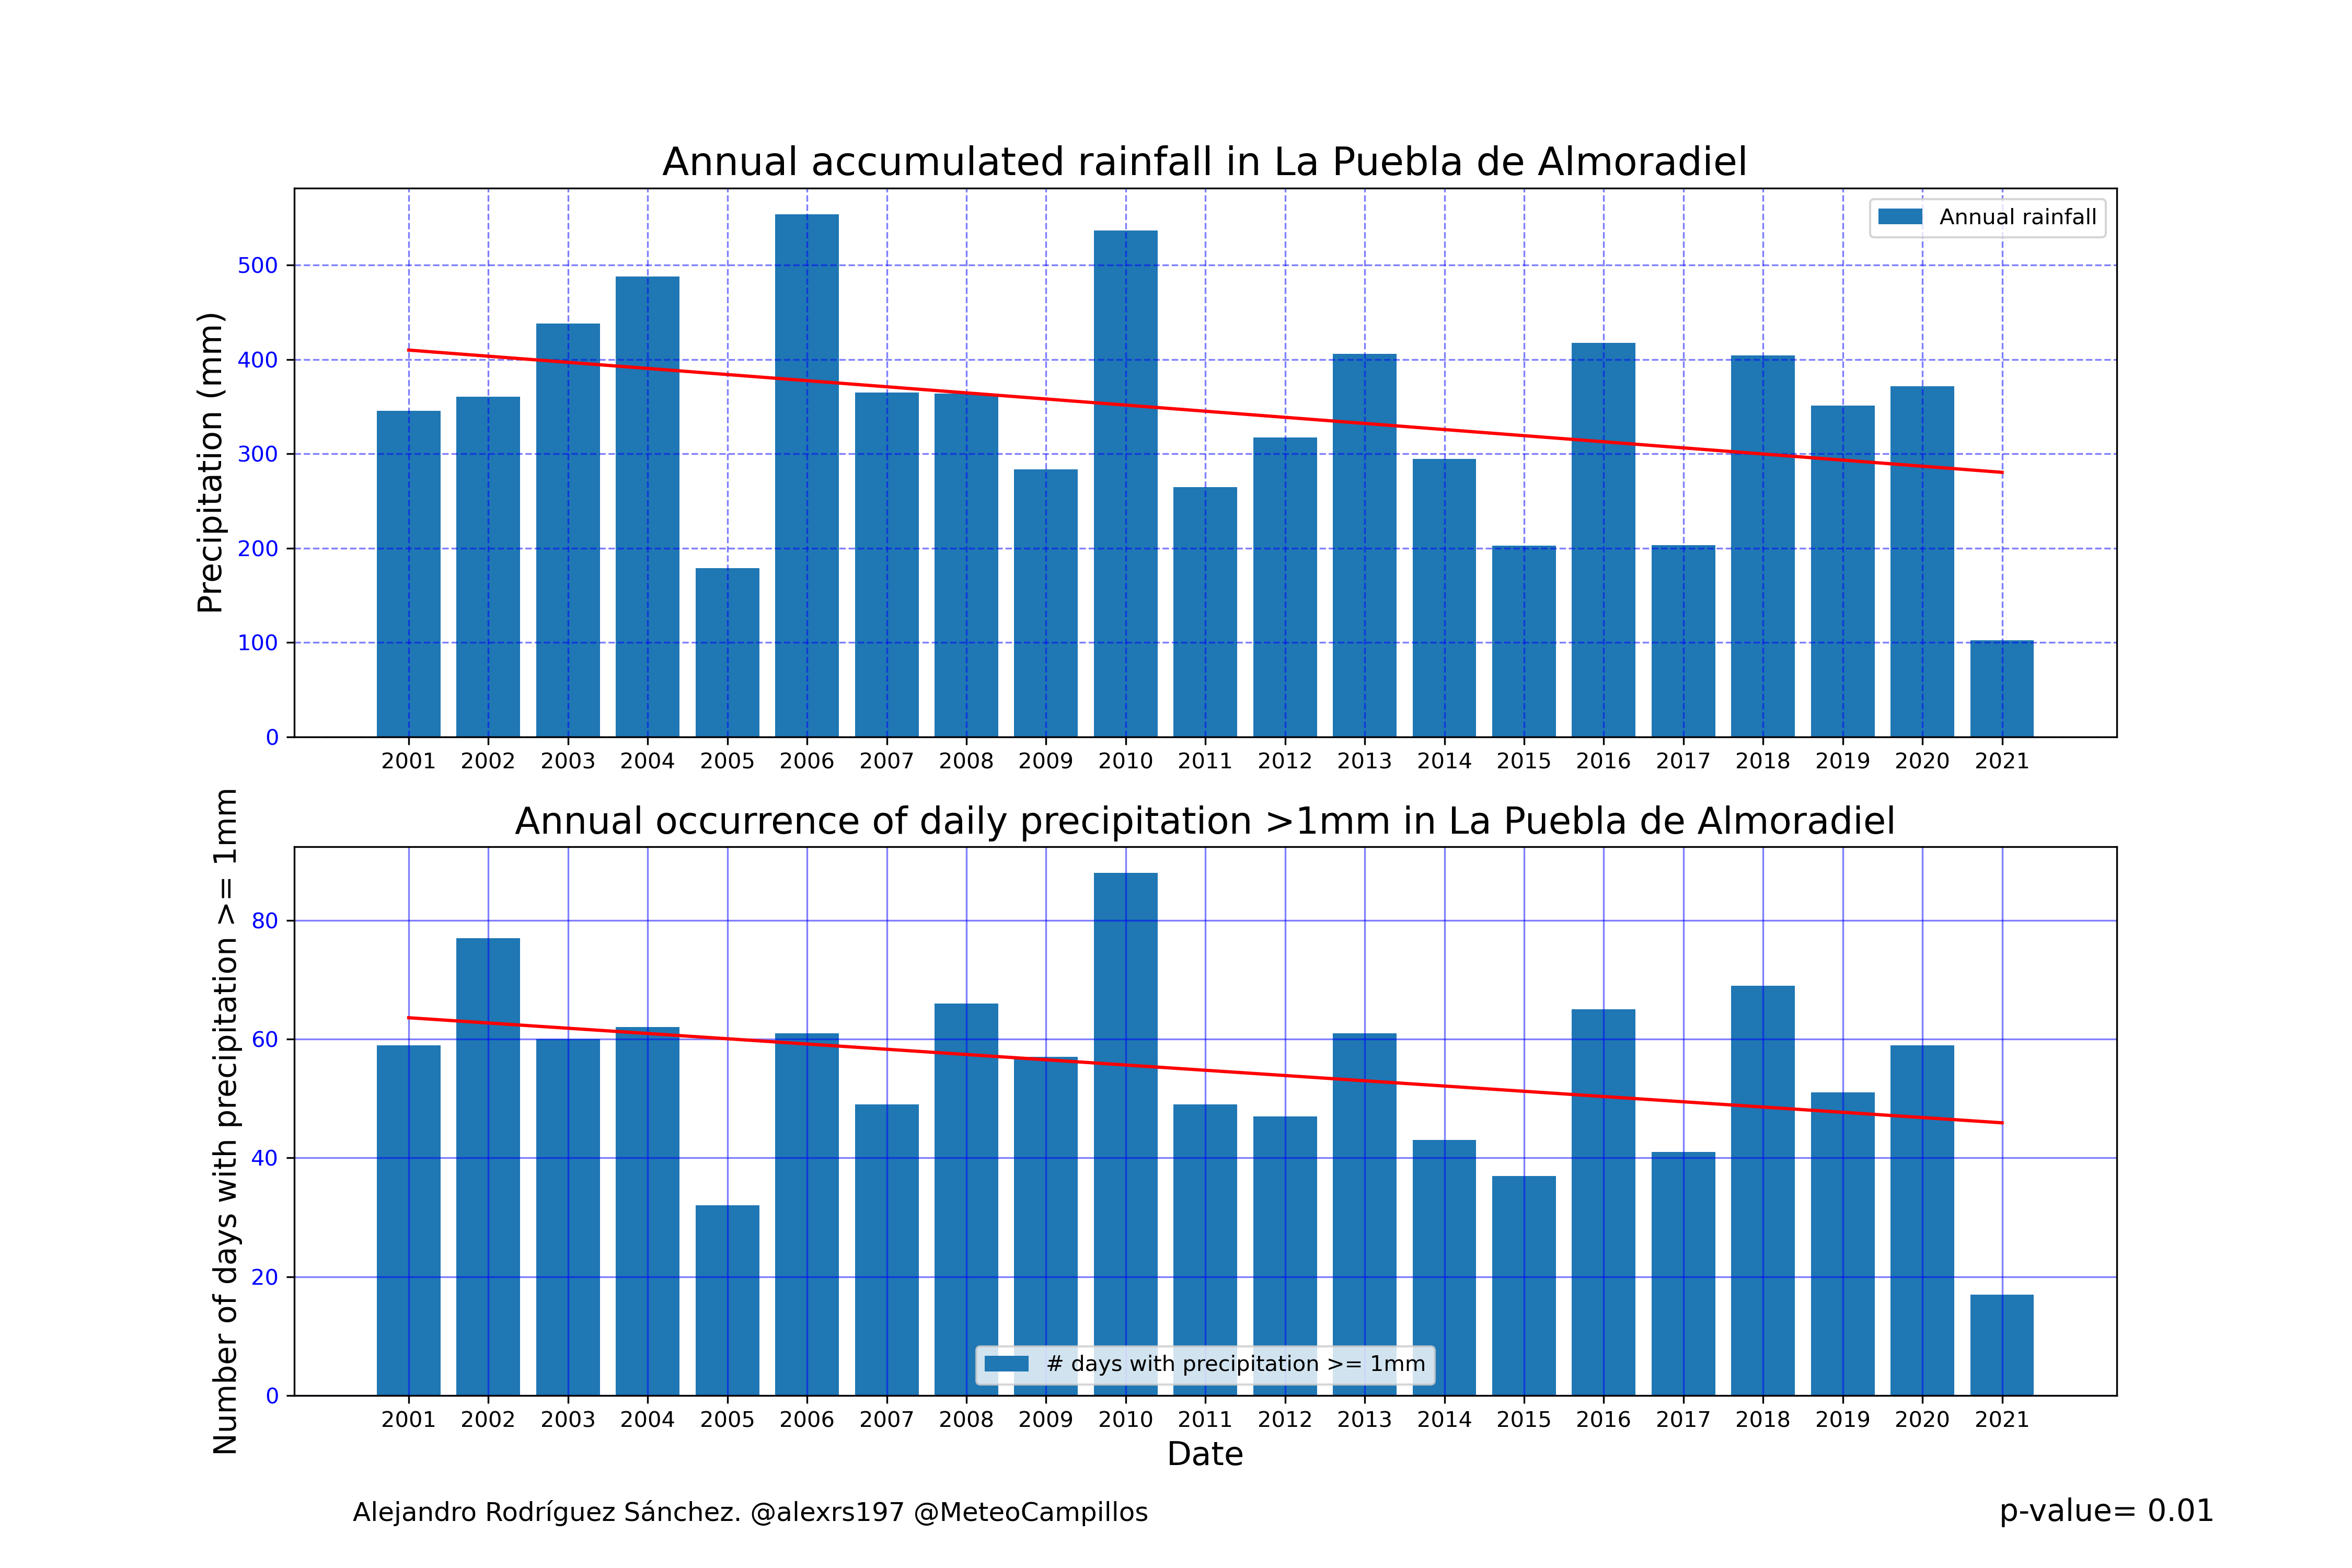 Annual accumulated rainfall in La Puebla de Almoradiel
Annual rainfall
Precipitation (mm)
500
400
300
200
100
0
2001 2002 2003 2004 2005 2006 2007 2008 2009 2010 2011 2012 2013 2014 2015 2016 2017 2018 2019 2020 2021
Annual occurrence of daily precipitation >1mm in La Puebla de Almoradiel
Number of days with precipitation >= 1mm
80
60
40
20
0
# days with precipitation >= 1mm
2001 2002 2003 2004 2005 2006 2007 2008 2009 2010 2011 2012 2013 2014 2015 2016 2017 2018 2019 2020 2021
Date
Alejandro Rodríguez Sánchez. @alexrs197 @MeteoCampillos
p-value= 0.01